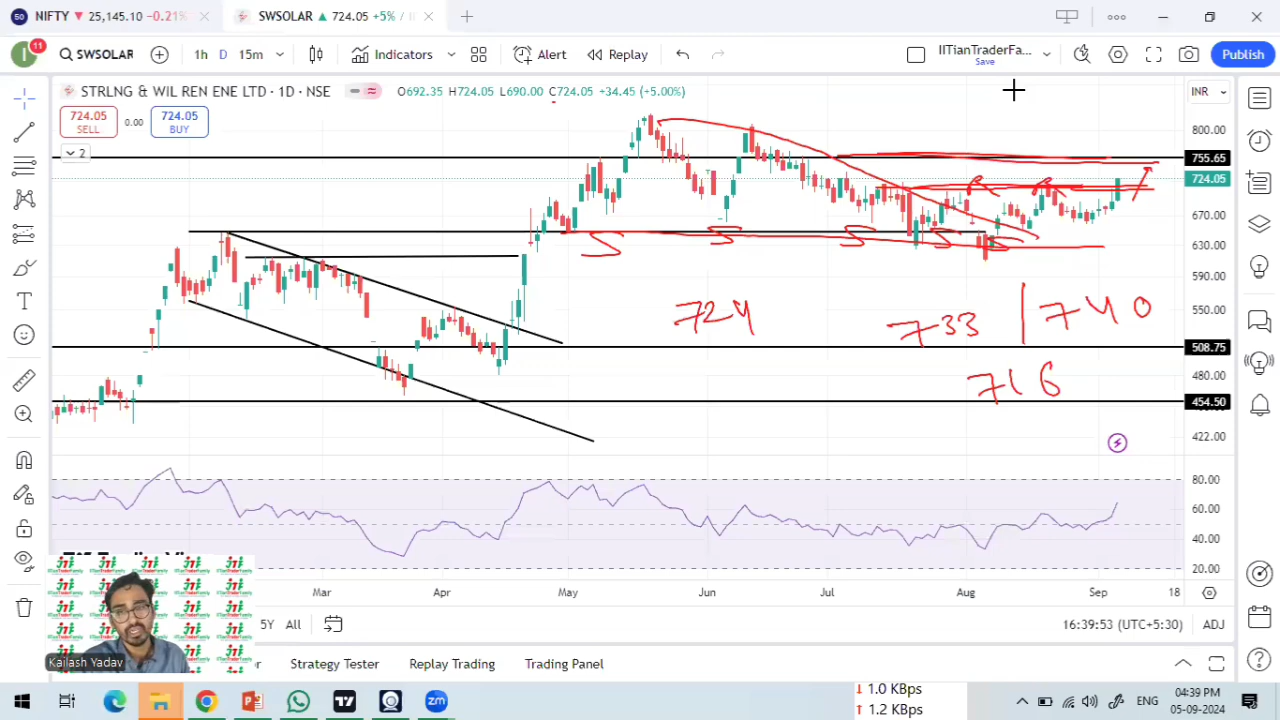 50 NIFTY ▼ 25,145.10 −0.21%
SWSOLAR ▲ 724.05 +5%
11
SWSOLAR
1h D 15m
Indicators
Alert
Replay
IITianTraderFa...
Save
Publish
STRLNG & WIL REN ENE LTD · 1D · NSE
O692.35 H724.05 L690.00 C724.05 +34.45 (+5.00%)
INR
724.05
SELL
0.00
724.05
BUY
2
800.00
755.65
724.05
670.00
630.00
590.00
550.00
508.75
480.00
454.50
422.00
R R
S S S S S
724
733 | 740
716
80.00
60.00
40.00
20.00
Mar Apr May Jun Jul Aug Sep 18
5Y All
16:39:53 (UTC+5:30) ADJ
Kailash Yadav
Strategy Tester Replay Trading Trading Panel
↓ 1.0 KBps
↑ 1.2 KBps
zm
ENG
04:39 PM
05-09-2024